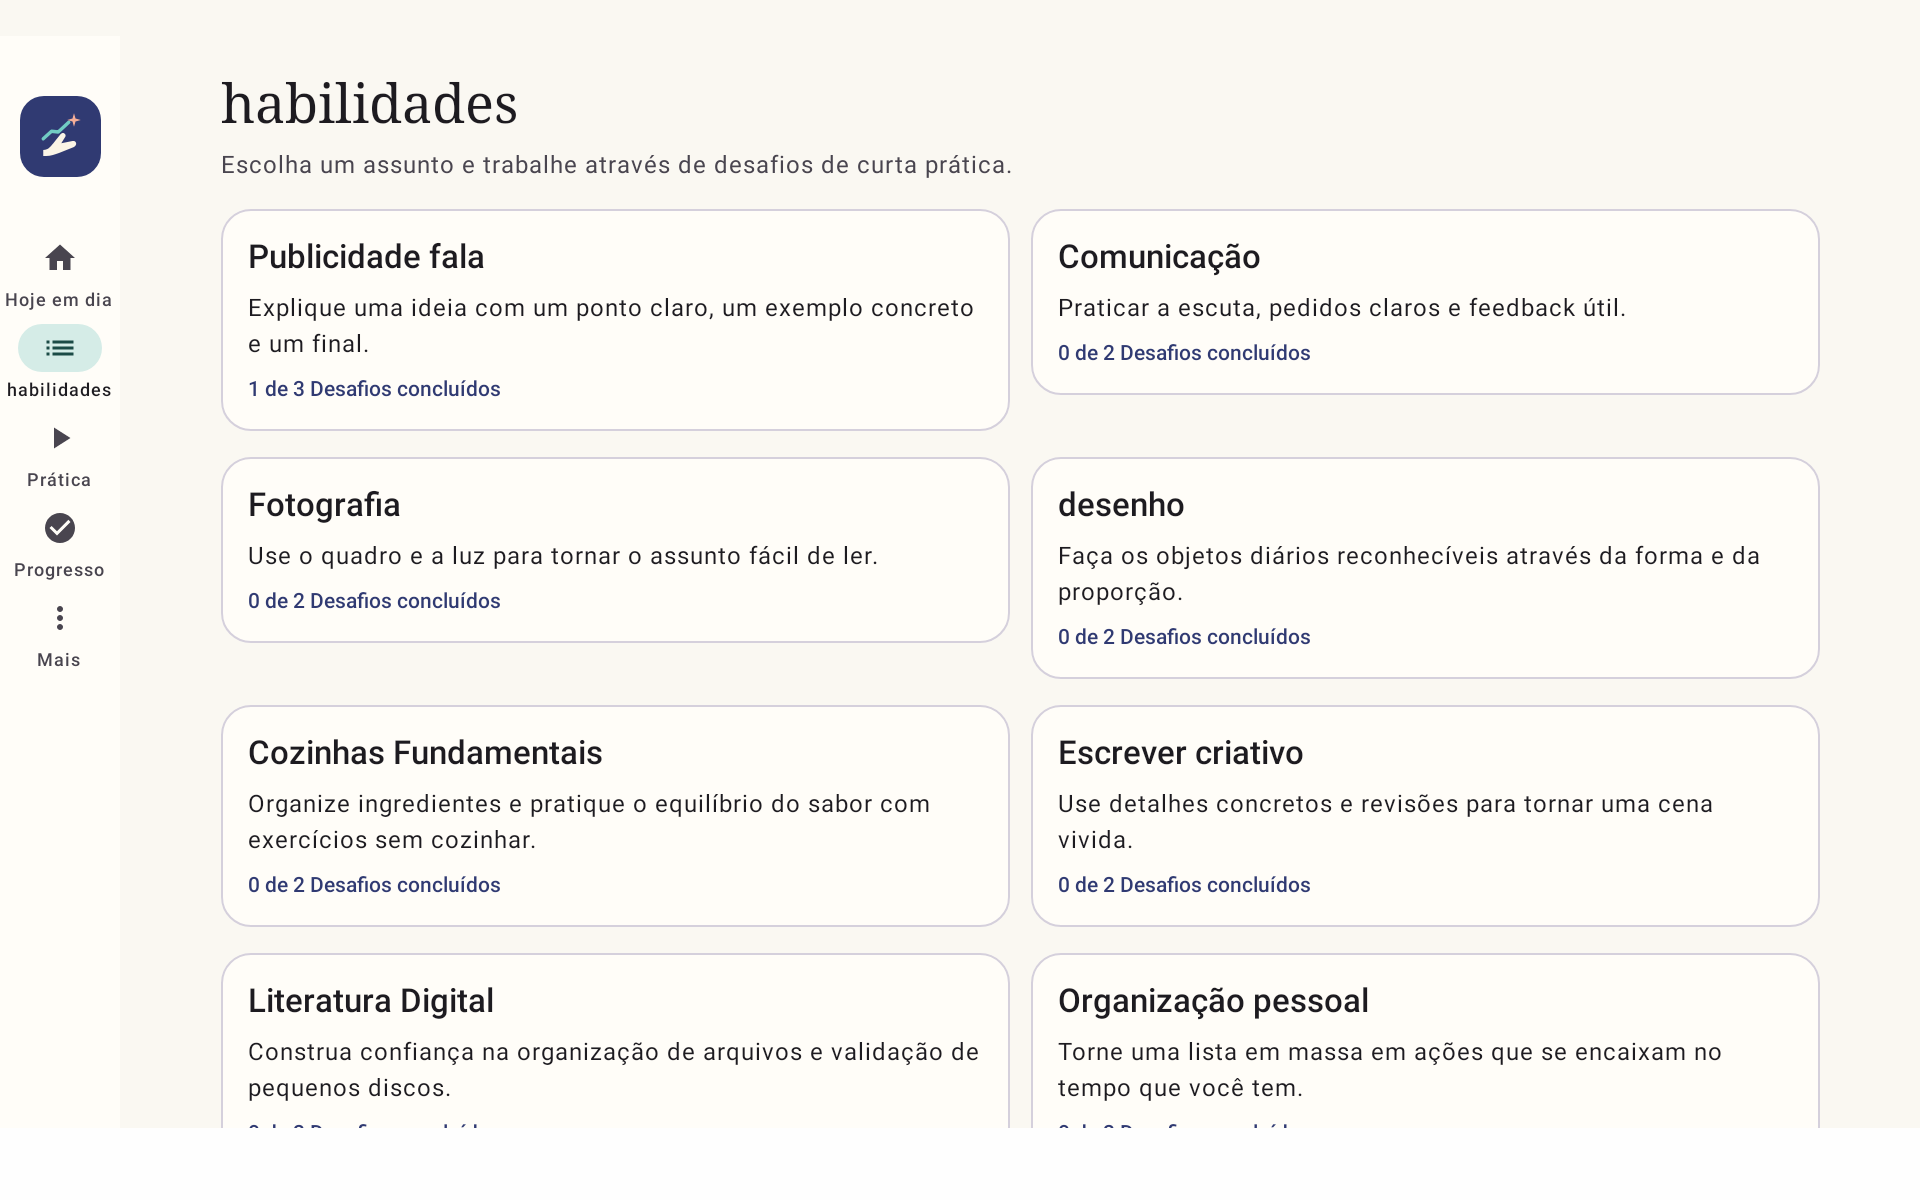 habilidades
Escolha um assunto e trabalhe através de desafios de curta prática.
Hoje em dia
habilidades
Prática
Progresso
Mais
Publicidade fala
Explique uma ideia com um ponto claro, um exemplo concreto
e um final.
1 de 3 Desafios concluídos
Comunicação
Praticar a escuta, pedidos claros e feedback útil.
0 de 2 Desafios concluídos
Fotografia
Use o quadro e a luz para tornar o assunto fácil de ler.
0 de 2 Desafios concluídos
desenho
Faça os objetos diários reconhecíveis através da forma e da
proporção.
0 de 2 Desafios concluídos
Cozinhas Fundamentais
Organize ingredientes e pratique o equilíbrio do sabor com
exercícios sem cozinhar.
0 de 2 Desafios concluídos
Escrever criativo
Use detalhes concretos e revisões para tornar uma cena
vivida.
0 de 2 Desafios concluídos
Literatura Digital
Construa confiança na organização de arquivos e validação de
pequenos discos.
Organização pessoal
Torne uma lista em massa em ações que se encaixam no
tempo que você tem.